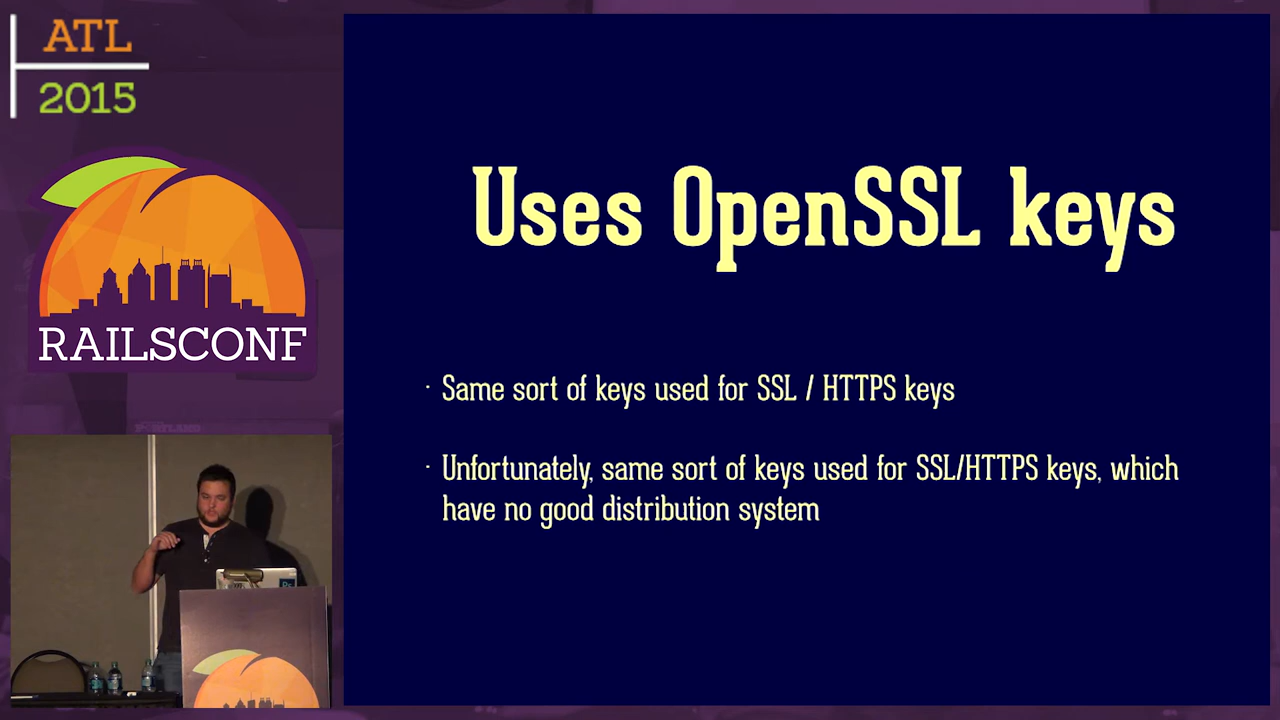 ATL
2015
RAILSCONF
Uses OpenSSL keys
· Same sort of keys used for SSL / HTTPS keys
· Unfortunately, same sort of keys used for SSL/HTTPS keys, which
have no good distribution system